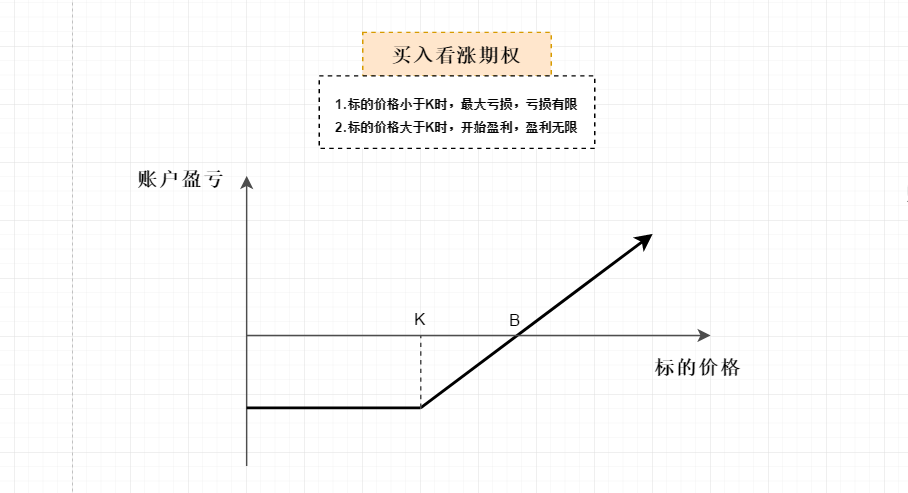 买入看涨期权
1.标的价格小于K时，最大亏损，亏损有限
2.标的价格大于K时，开始盈利，盈利无限
账户盈亏
K
B
标的价格